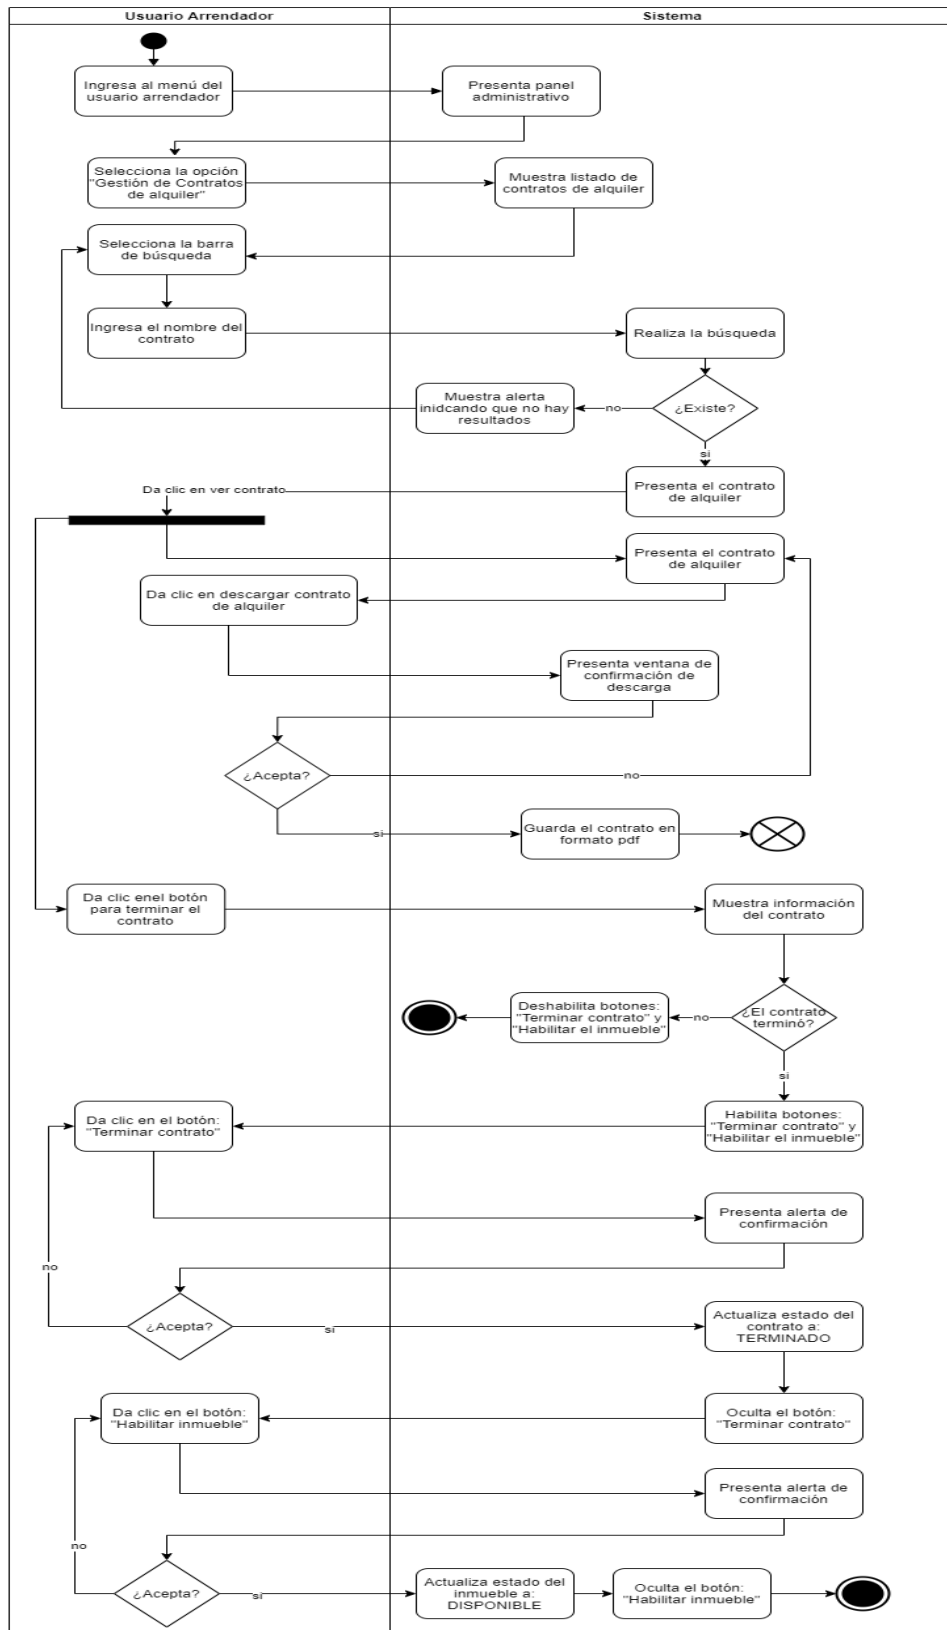 Usuario Arrendador
Sistema
Ingresa al menú del
usuario arrendador
Presenta panel
administrativo
Selecciona la opción
"Gestión de Contratos
de alquiler"
Muestra listado de
contratos de alquiler
Selecciona la barra
de búsqueda
Ingresa el nombre del
contrato
Realiza la búsqueda
Muestra alerta
inidcando que no hay
resultados
no
¿Existe?
si
Presenta el contrato
de alquiler
Da clic en ver contrato
Presenta el contrato
de alquiler
Da clic en descargar contrato
de alquiler
Presenta ventana de
confirmación de
descarga
¿Acepta?
no
si
Guarda el contrato en
formato pdf
Da clic enel botón
para terminar el
contrato
Muestra información
del contrato
¿El contrato
terminó?
no
Deshabilita botones:
"Terminar contrato" y
"Habilitar el inmueble"
si
Habilita botones:
"Terminar contrato" y
"Habilitar el inmueble"
Da clic en el botón:
"Terminar contrato"
Presenta alerta de
confirmación
no
¿Acepta?
si
Actualiza estado del
contrato a:
TERMINADO
Oculta el botón:
"Terminar contrato"
Da clic en el botón:
"Habilitar inmueble"
Presenta alerta de
confirmación
no
¿Acepta?
si
Actualiza estado del
inmueble a:
DISPONIBLE
Oculta el botón:
"Habilitar inmueble"